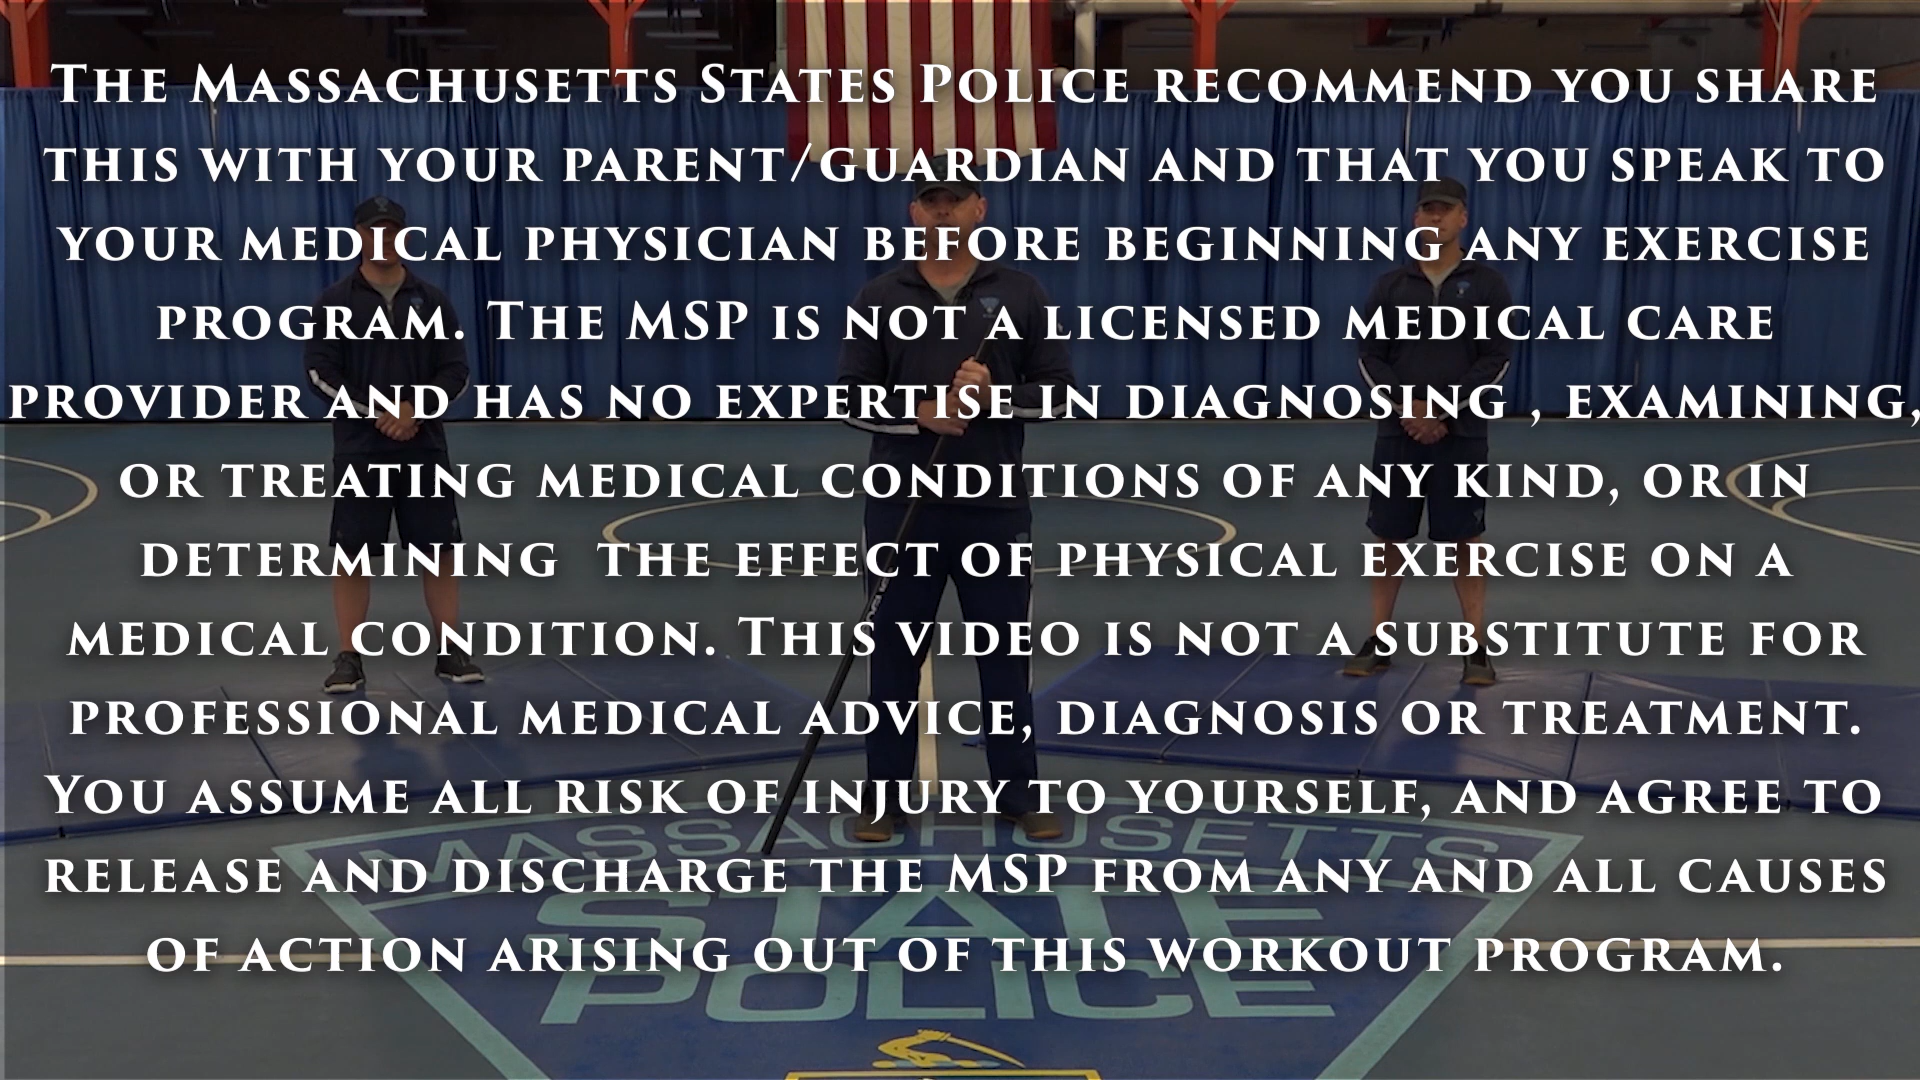 The Massachusetts States Police recommend you share
this with your parent/guardian and that you speak to
your medical physician before beginning any exercise
program. The MSP is not a licensed medical care
provider and has no expertise in diagnosing , examining,
or treating medical conditions of any kind, or in
determining  the effect of physical exercise on a
medical condition. This video is not a substitute for
professional medical advice, diagnosis or treatment.
You assume all risk of injury to yourself, and agree to
release and discharge the MSP from any and all causes
of action arising out of this workout program.
MASSACHUSETTS
STATE
POLICE